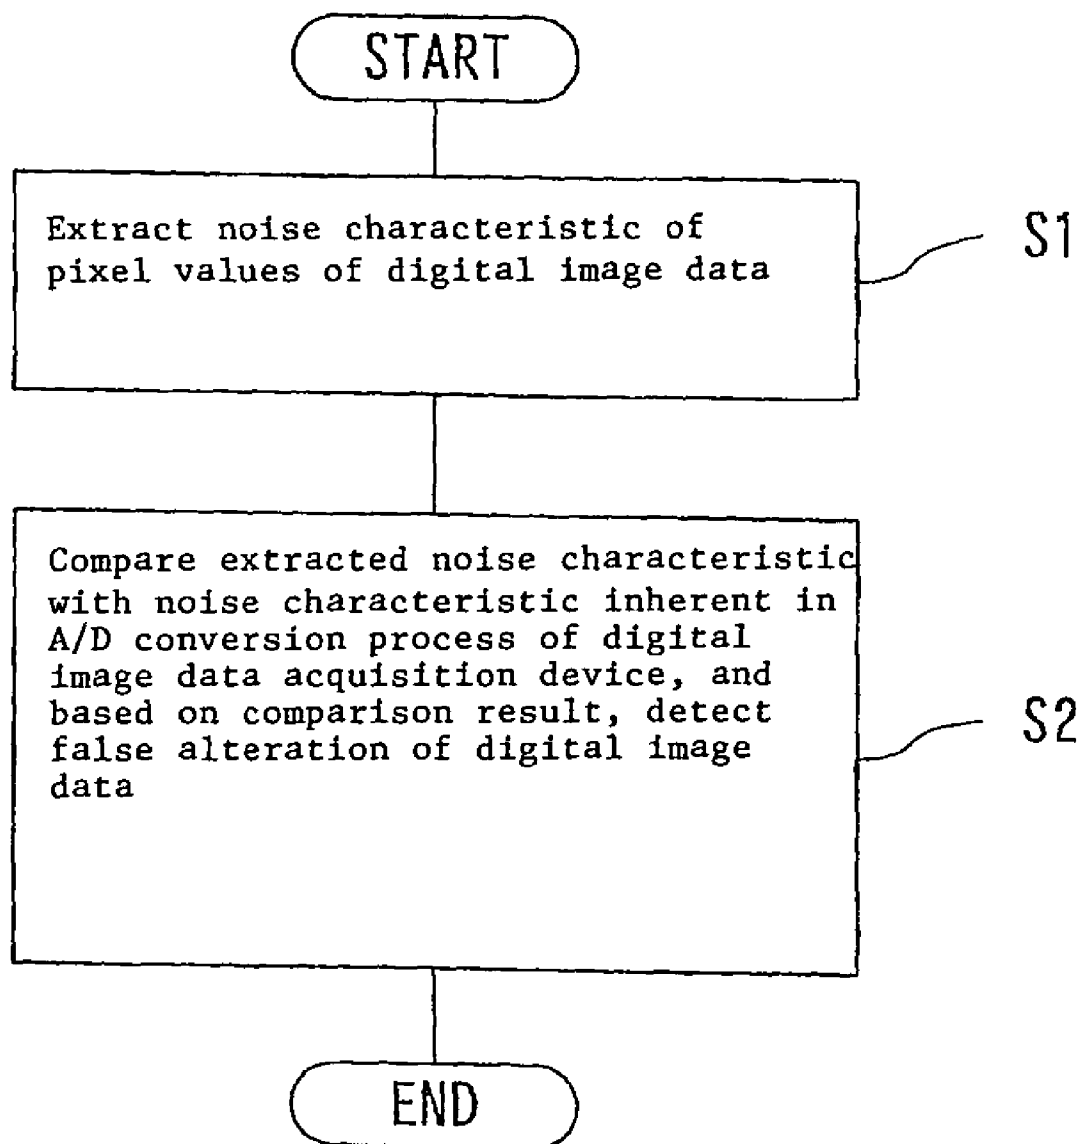 START
Extract noise characteristic of
pixel values of digital image data
S1
Compare extracted noise characteristic
with noise characteristic inherent in
A/D conversion process of digital
image data acquisition device, and
based on comparison result, detect
false alteration of digital image
data
S2
END